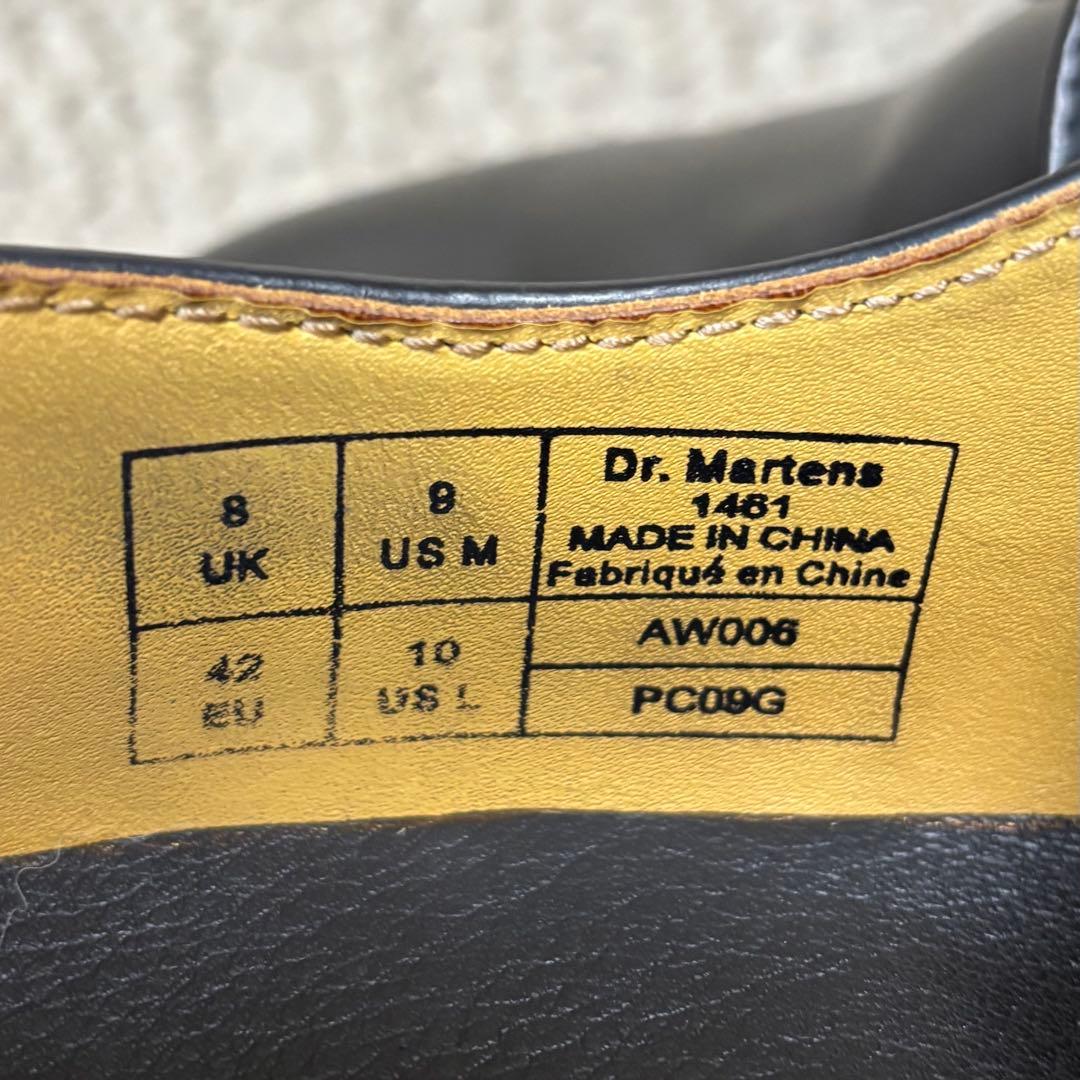 8
UK
9
US M
Dr. Martens
1461
MADE IN CHINA
Fabriqué en Chine
42
EU
10
US L
AW006
PC09G